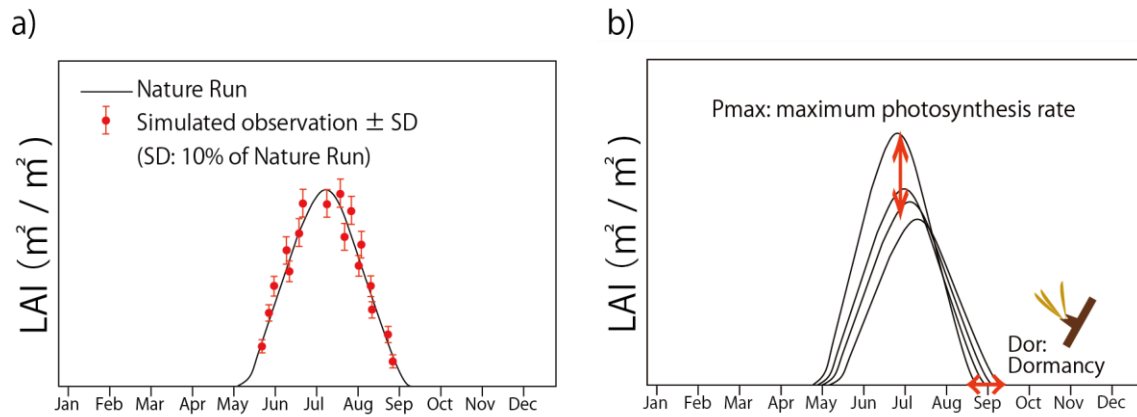 a)
Nature Run
Simulated observation ± SD
(SD: 10% of Nature Run)
LAI (m² / m²)
Jan Feb Mar Apr May Jun Jul Aug Sep Oct Nov Dec
b)
Pmax: maximum photosynthesis rate
LAI (m² / m²)
Dor:
Dormancy
Jan Feb Mar Apr May Jun Jul Aug Sep Oct Nov Dec